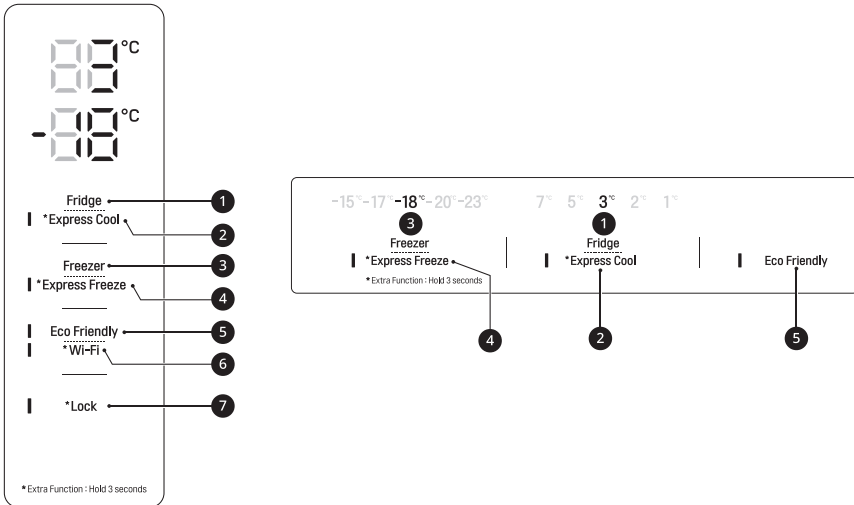 3 °C
-18 °C
Fridge 1
*Express Cool 2
Freezer 3
*Express Freeze 4
Eco Friendly 5
*Wi-Fi 6
*Lock 7
* Extra Function : Hold 3 seconds
-15℃ -17℃ -18℃ -20℃ -23℃
3
Freezer
*Express Freeze
* Extra Function : Hold 3 seconds
4
7℃ 5℃ 3℃ 2℃ 1℃
1
Fridge
*Express Cool
2
Eco Friendly
5